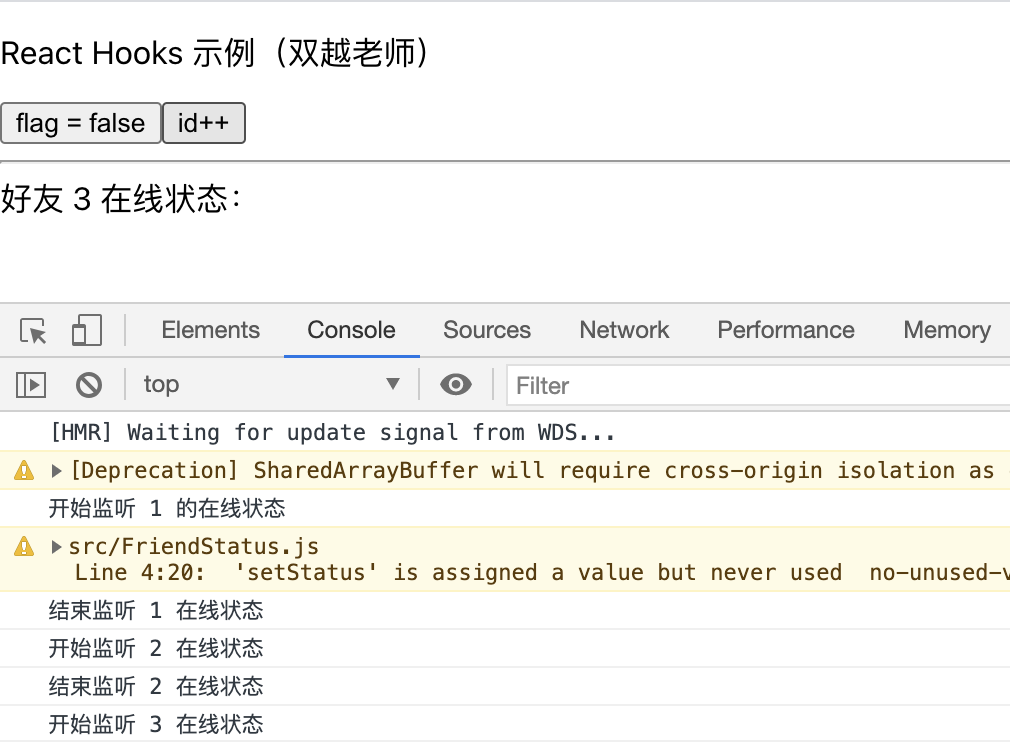 React Hooks 示例（双越老师）
flag = false id++
好友 3 在线状态：
Elements Console Sources Network Performance Memory
top Filter
[HMR] Waiting for update signal from WDS...
[Deprecation] SharedArrayBuffer will require cross-origin isolation as
开始监听 1 的在线状态
src/FriendStatus.js
Line 4:20: 'setStatus' is assigned a value but never used no-unused-v
结束监听 1 在线状态
开始监听 2 在线状态
结束监听 2 在线状态
开始监听 3 在线状态